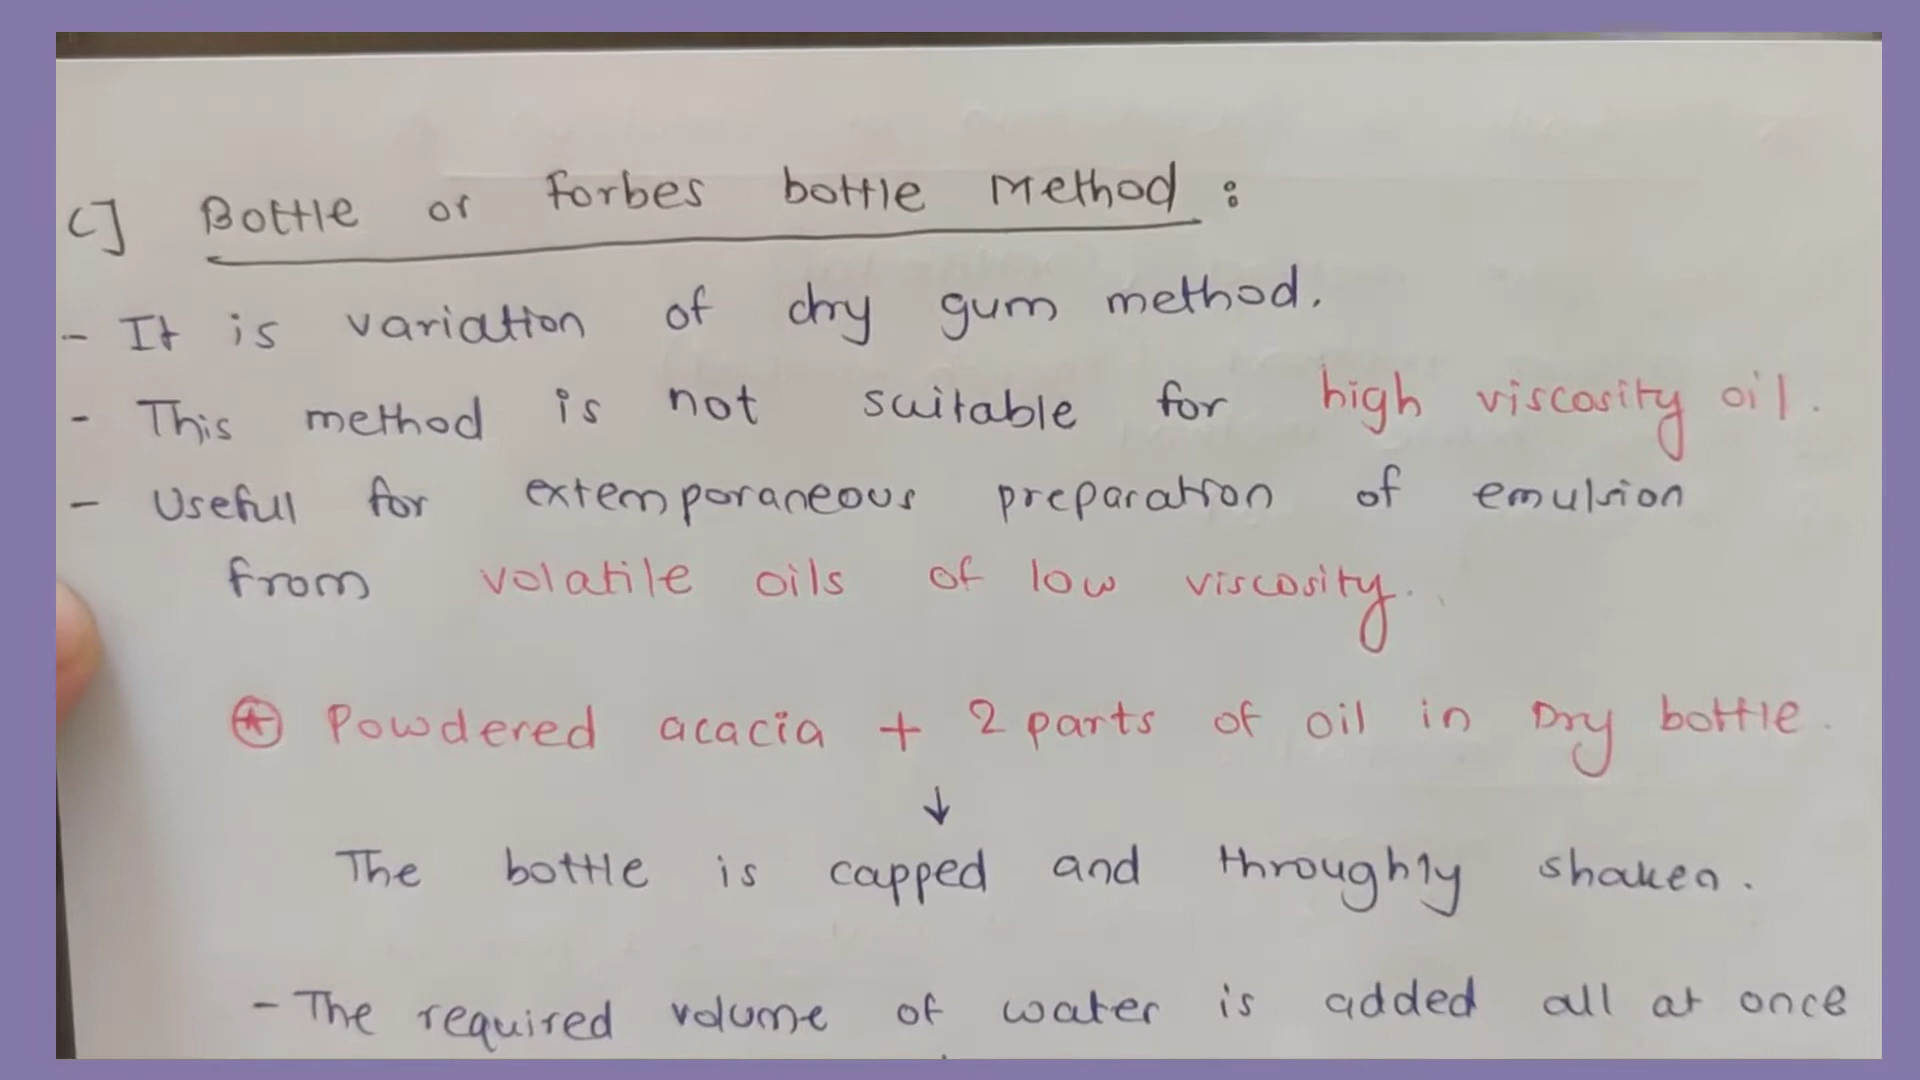 C] Bottle or Forbes bottle Method :
- It is variation of dry gum method.
- This method is not suitable for high viscosity oil.
- Useful for extemporaneous preparation of emulsion
from volatile oils of low viscosity.
Powdered acacia + 2 parts of oil in Dry bottle.
↓
The bottle is capped and throughly shaken.
- The required volume of water is added all at once